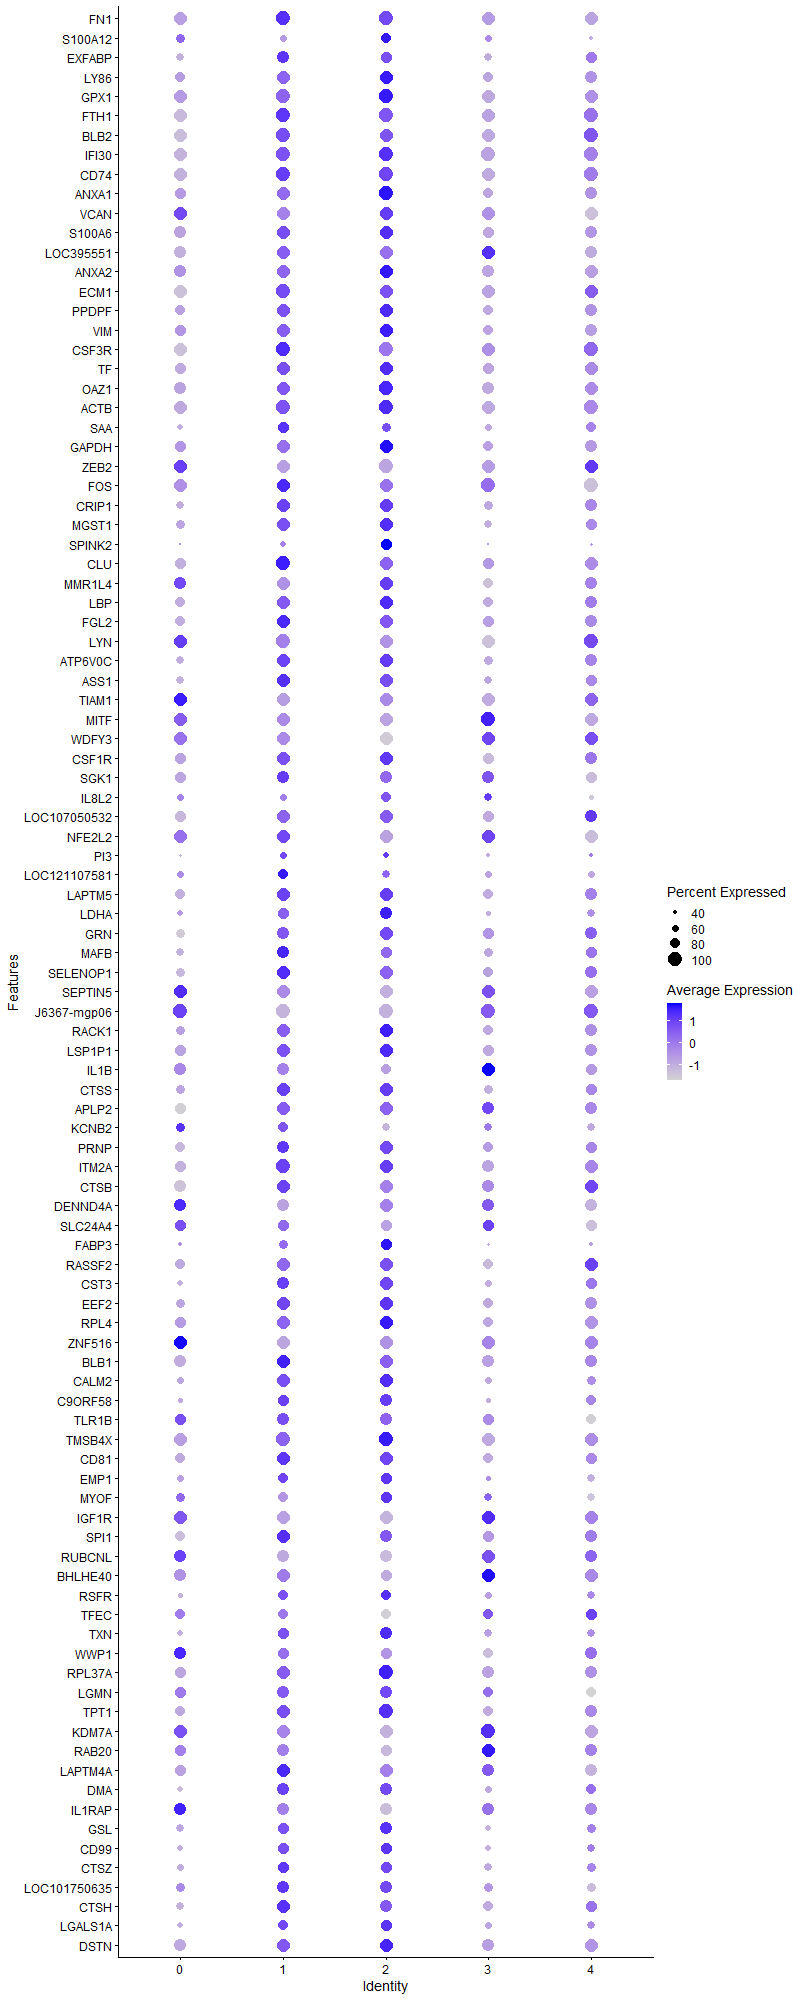 FN1
S100A12
EXFABP
LY86
GPX1
FTH1
BLB2
IFI30
CD74
ANXA1
VCAN
S100A6
LOC395551
ANXA2
ECM1
PPDPF
VIM
CSF3R
TF
OAZ1
ACTB
SAA
GAPDH
ZEB2
FOS
CRIP1
MGST1
SPINK2
CLU
MMR1L4
LBP
FGL2
LYN
ATP6V0C
ASS1
TIAM1
MITF
WDFY3
CSF1R
SGK1
IL8L2
LOC107050532
NFE2L2
PI3
LOC121107581
LAPTM5
LDHA
GRN
MAFB
SELENOP1
SEPTIN5
J6367-mgp06
RACK1
LSP1P1
IL1B
CTSS
APLP2
KCNB2
PRNP
ITM2A
CTSB
DENND4A
SLC24A4
FABP3
RASSF2
CST3
EEF2
RPL4
ZNF516
BLB1
CALM2
C9ORF58
TLR1B
TMSB4X
CD81
EMP1
MYOF
IGF1R
SPI1
RUBCNL
BHLHE40
RSFR
TFEC
TXN
WWP1
RPL37A
LGMN
TPT1
KDM7A
RAB20
LAPTM4A
DMA
IL1RAP
GSL
CD99
CTSZ
LOC101750635
CTSH
LGALS1A
DSTN
Features
0 1 2 3 4
Identity
Percent Expressed
40
60
80
100
Average Expression
1
0
-1